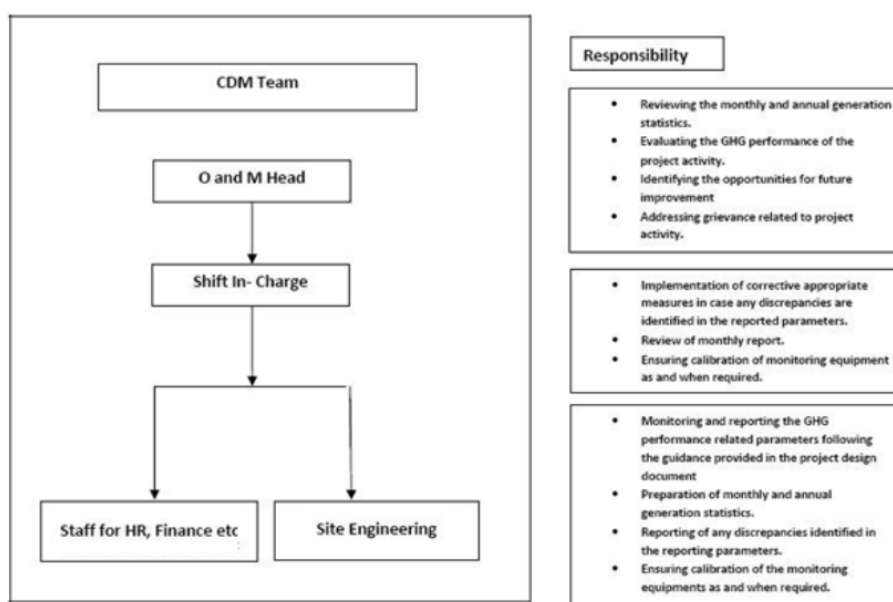 CDM Team
O and M Head
Shift In- Charge
Staff for HR, Finance etc
Site Engineering
Responsibility
• Reviewing the monthly and annual generation
statistics.
• Evaluating the GHG performance of the
project activity.
• Identifying the opportunities for future
improvement
• Addressing grievance related to project
activity.
• Implementation of corrective appropriate
measures in case any discrepancies are
identified in the reported parameters.
• Review of monthly report.
• Ensuring calibration of monitoring equipment
as and when required.
• Monitoring and reporting the GHG
performance related parameters following
the guidance provided in the project design
document
• Preparation of monthly and annual
generation statistics.
• Reporting of any discrepancies identified in
the reporting parameters.
• Ensuring calibration of the monitoring
equipments as and when required.